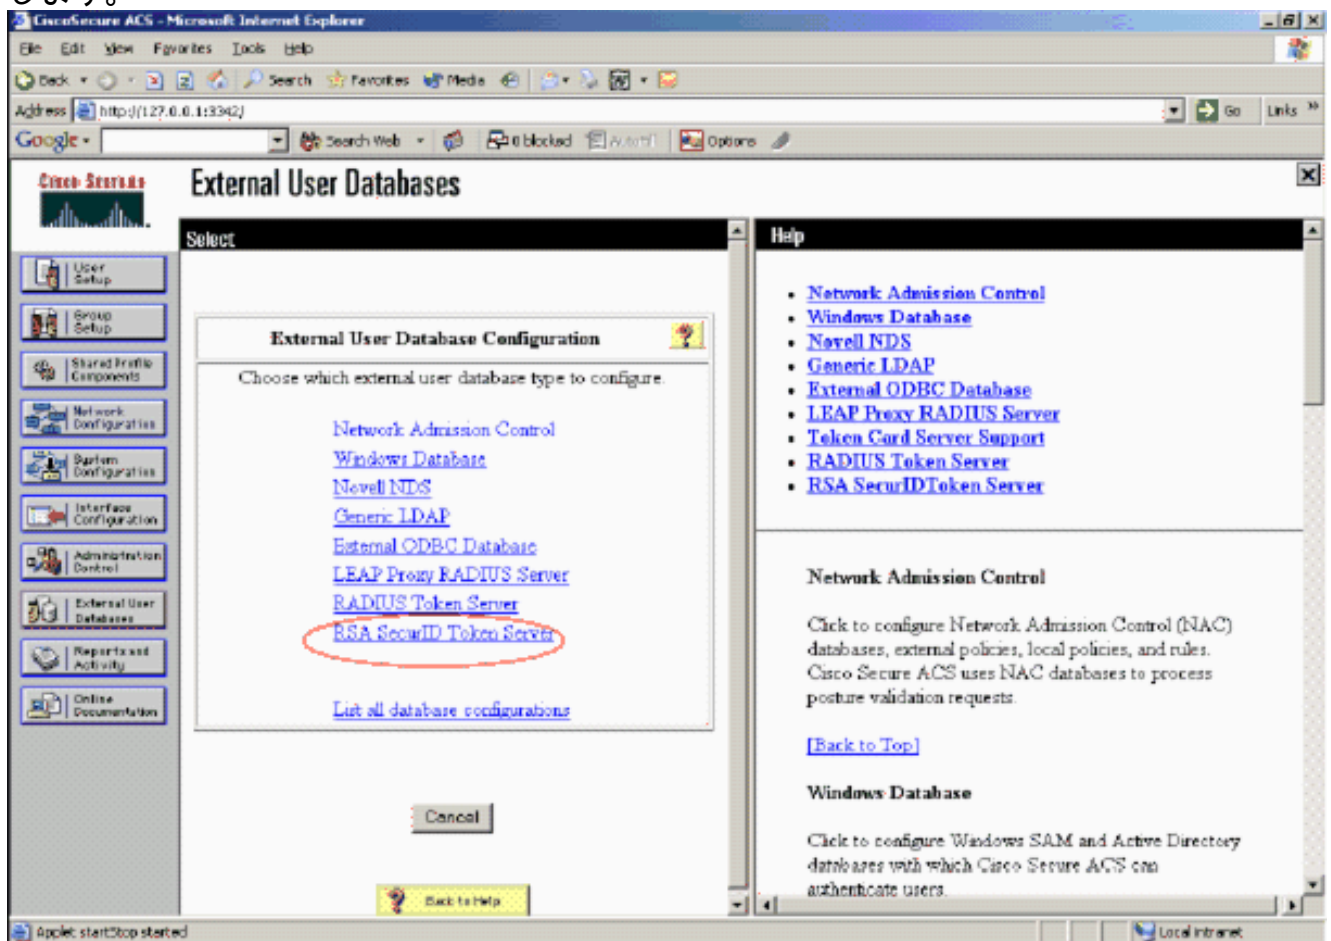 します。
CiscoSecure ACS - Microsoft Internet Explorer
File Edit View Favorites Tools Help
Back Search Favorites Media
Address http://127.0.0.1:3342/ Go Links »
Google Search Web 0 blocked AutoFill Options
Cisco Systems
External User Databases
Select
Help
User Setup
Group Setup
Shared Profile Components
Network Configuration
System Configuration
Interface Configuration
Administration Control
External User Databases
Reports and Activity
Online Documentation
External User Database Configuration
Choose which external user database type to configure.
Network Admission Control
Windows Database
Novell NDS
Generic LDAP
External ODBC Database
LEAP Proxy RADIUS Server
RADIUS Token Server
RSA SecurID Token Server
List all database configurations
Cancel
Back to Help
• Network Admission Control
• Windows Database
• Novell NDS
• Generic LDAP
• External ODBC Database
• LEAP Proxy RADIUS Server
• Token Card Server Support
• RADIUS Token Server
• RSA SecurIDToken Server
Network Admission Control
Click to configure Network Admission Control (NAC)
databases, external policies, local policies, and rules.
Cisco Secure ACS uses NAC databases to process
posture validation requests.
[Back to Top]
Windows Database
Click to configure Windows SAM and Active Directory
databases with which Cisco Secure ACS can
authenticate users.
Applet startStop started
Local intranet